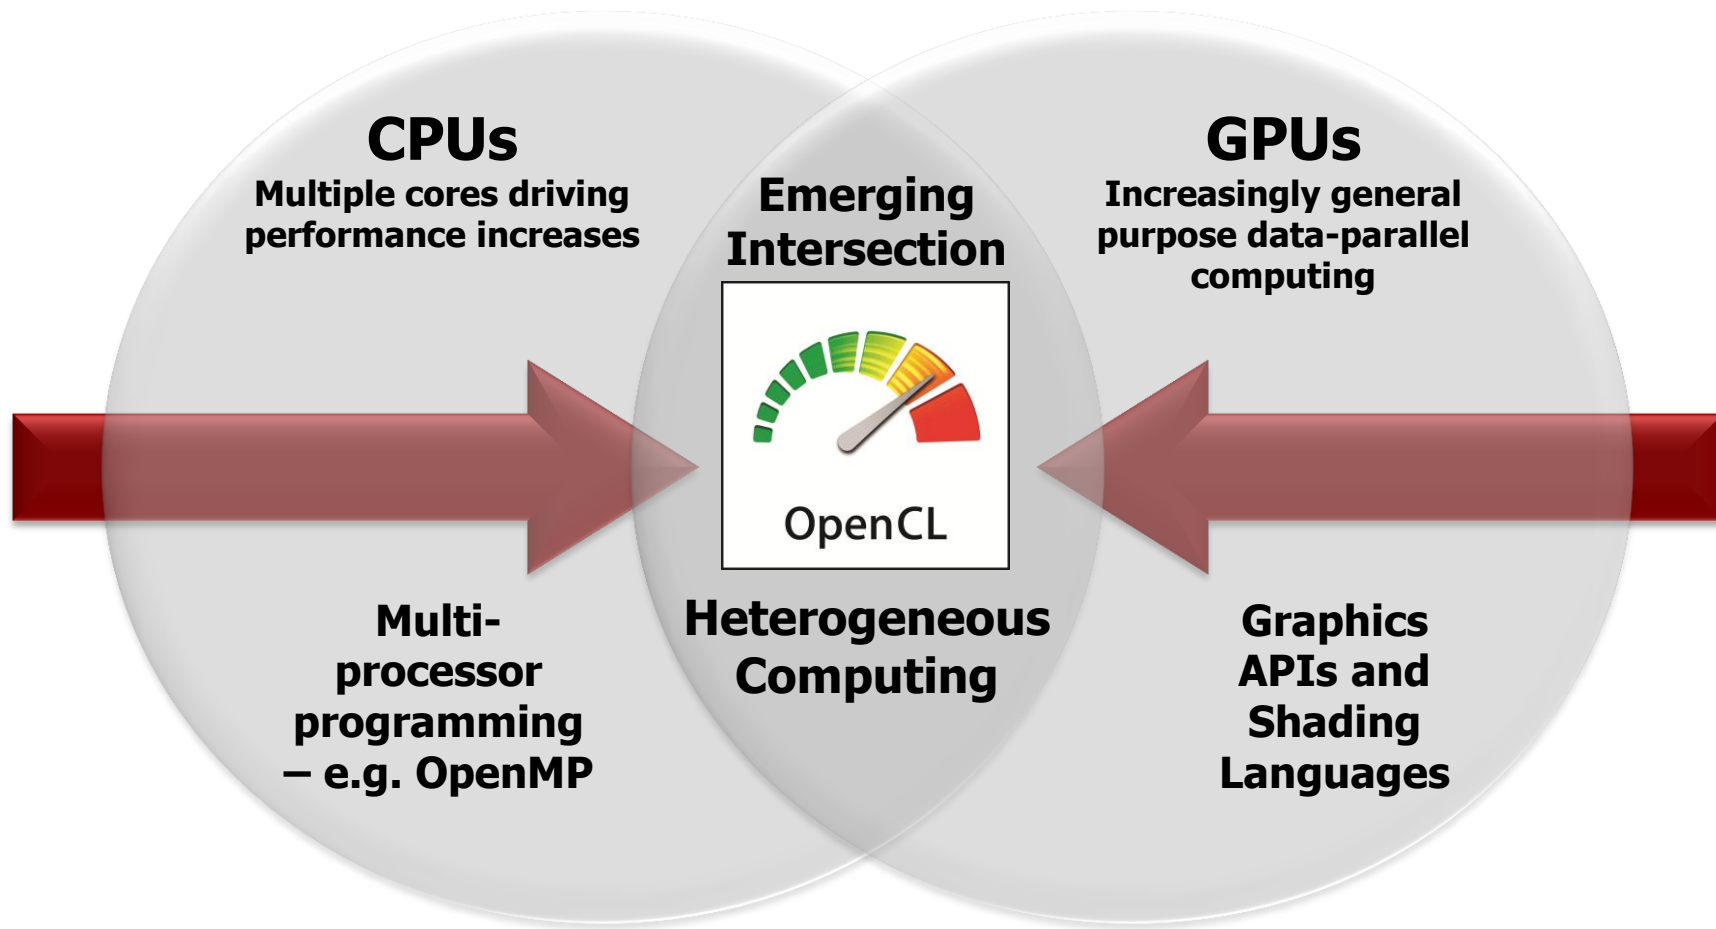 CPUs
Multiple cores driving
performance increases
Emerging
Intersection
GPUs
Increasingly general
purpose data-parallel
computing
OpenCL
Multi-
processor
programming
– e.g. OpenMP
Heterogeneous
Computing
Graphics
APIs and
Shading
Languages